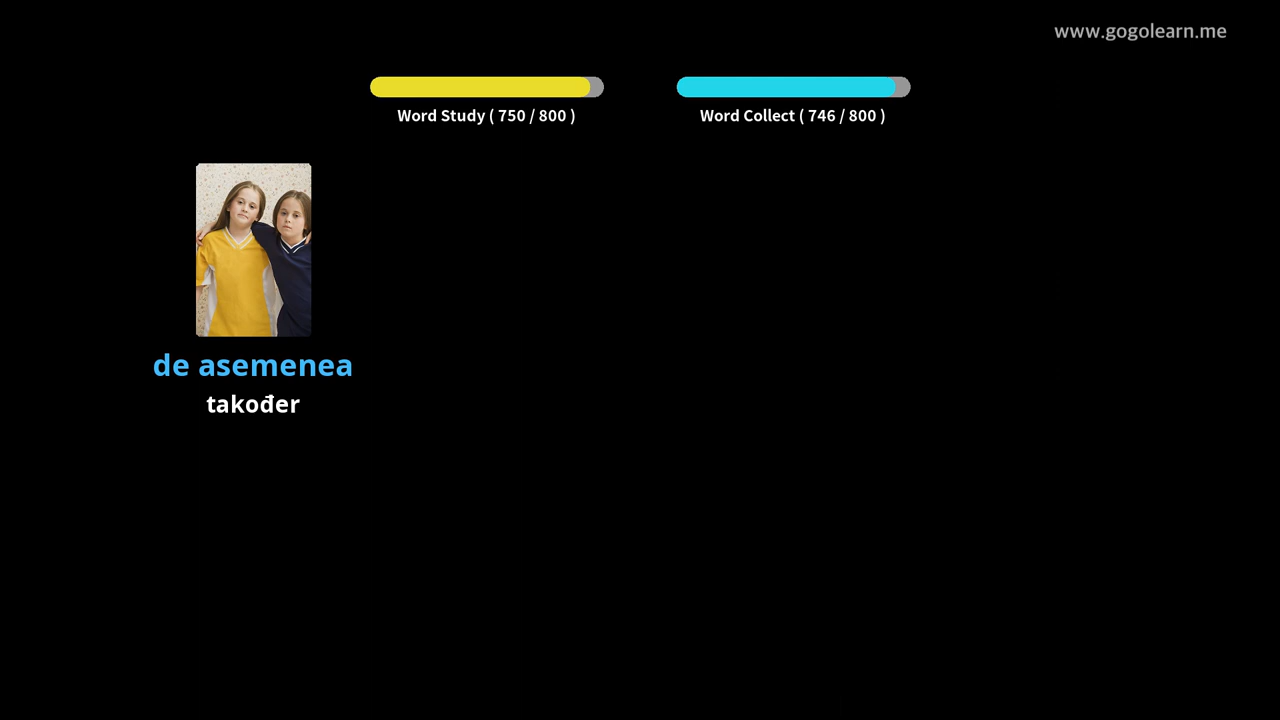 www.gogolearn.me
Word Study ( 750 / 800 )
Word Collect ( 746 / 800 )
de asemenea
također